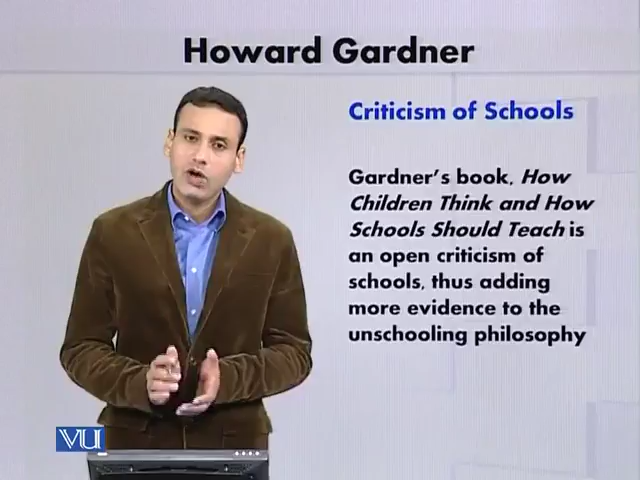 Howard Gardner
Criticism of Schools
Gardner's book, How
Children Think and How
Schools Should Teach is
an open criticism of
schools, thus adding
more evidence to the
unschooling philosophy
VU